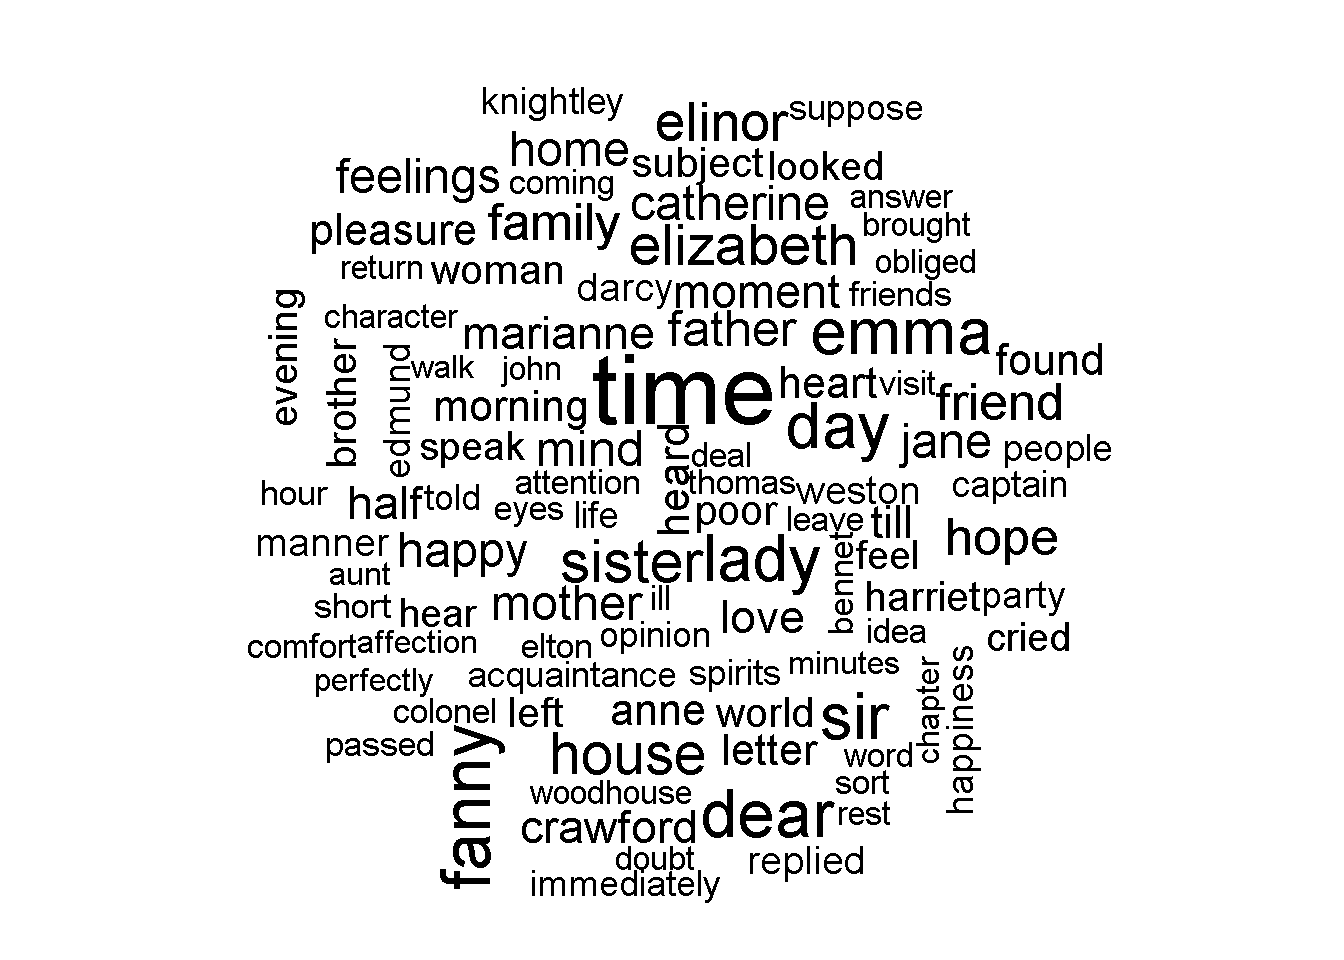 knightley
elinor suppose
home subject looked
feelings coming catherine answer
pleasure family elizabeth brought
return woman obliged
darcy moment friends
evening character marianne father emma found
brother edmund walk john time heart visit friend
morning day jane people
speak mind heard deal
hour half told attention thomas weston captain
eyes life poor leave till hope
manner happy sister lady bennet feel
aunt mother ill harriet party
short hear love
comfort affection elton opinion idea cried
perfectly acquaintance spirits minutes chapter happiness
colonel left anne world sir
passed fanny house letter word
woodhouse sort
crawford dear rest
doubt replied
immediately